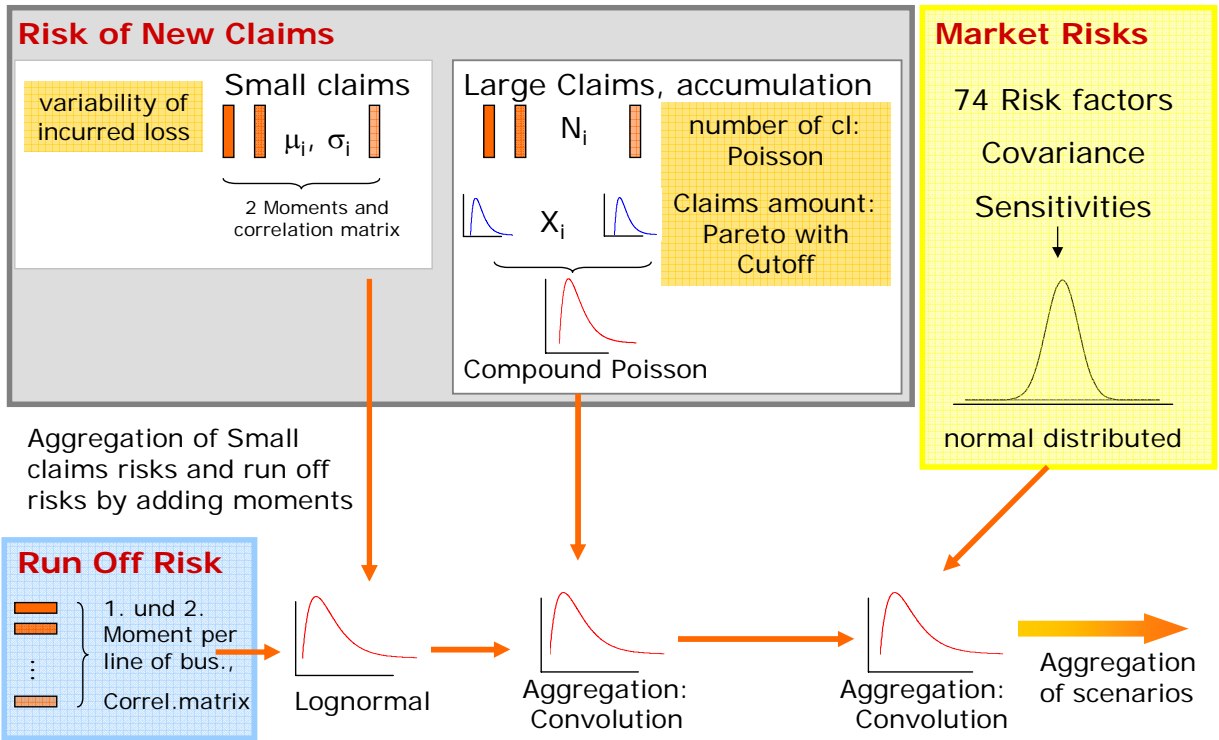 Risk of New Claims
variability of
incurred loss
Small claims
μi, σi
2 Moments and
correlation matrix
Large Claims, accumulation
Ni
number of cl:
Poisson
Xi
Claims amount:
Pareto with
Cutoff
Compound Poisson
Market Risks
74 Risk factors
Covariance
Sensitivities
normal distributed
Aggregation of Small
claims risks and run off
risks by adding moments
Run Off Risk
1. und 2.
Moment per
line of bus.,
⋮
Correl.matrix
Lognormal
Aggregation:
Convolution
Aggregation:
Convolution
Aggregation
of scenarios